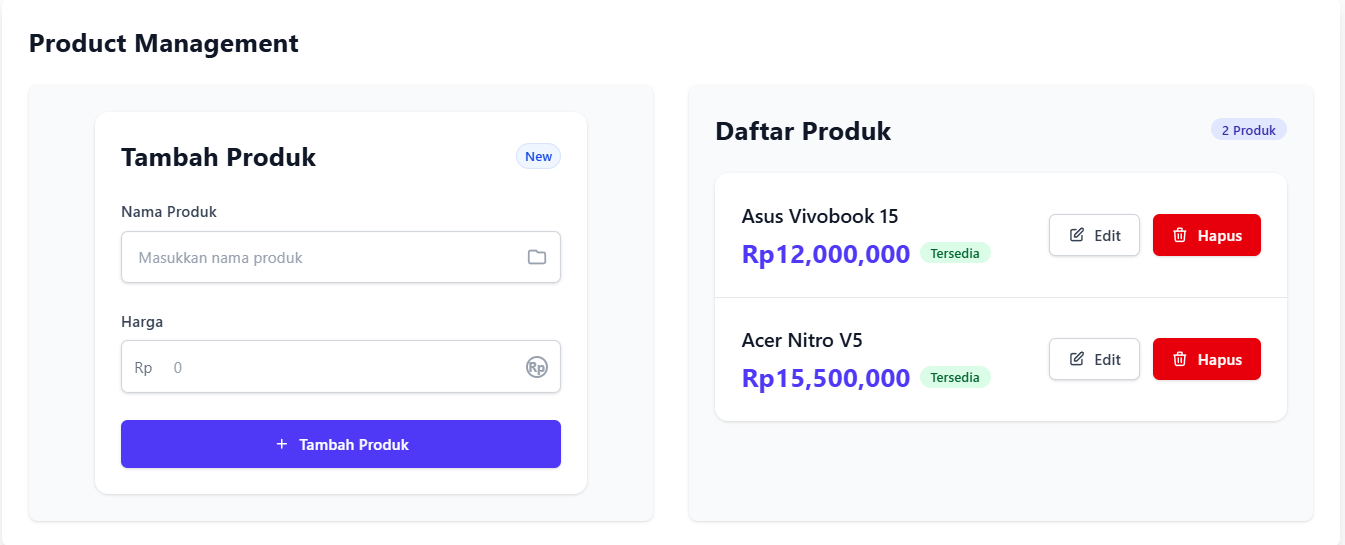 Product Management
Tambah Produk
New
Nama Produk
Masukkan nama produk
Harga
Rp 0
Rp
+ Tambah Produk
Daftar Produk
2 Produk
Asus Vivobook 15
Rp12,000,000
Tersedia
Edit
Hapus
Acer Nitro V5
Rp15,500,000
Tersedia
Edit
Hapus